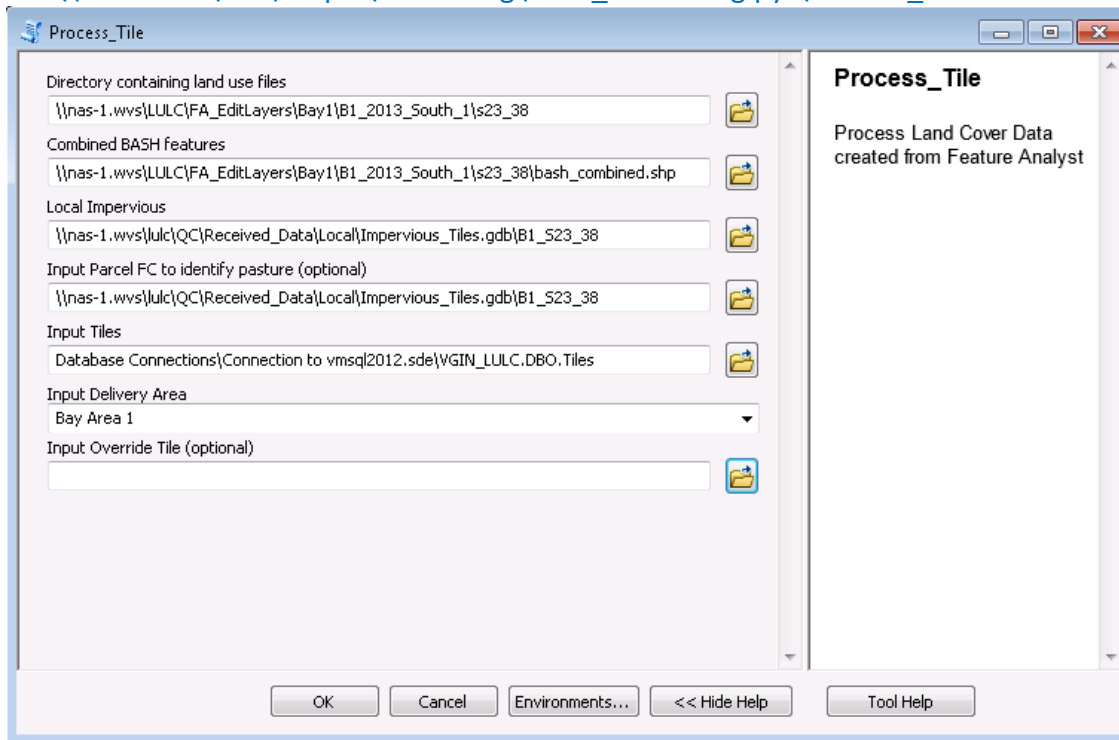 Process_Tile
Directory containing land use files
\\nas-1.wvs\LULC\FA_EditLayers\Bay1\B1_2013_South_1\s23_38
Combined BASH features
\\nas-1.wvs\LULC\FA_EditLayers\Bay1\B1_2013_South_1\s23_38\bash_combined.shp
Local Impervious
\\nas-1.wvs\lulc\QC\Received_Data\Local\Impervious_Tiles.gdb\B1_S23_38
Input Parcel FC to identify pasture (optional)
\\nas-1.wvs\lulc\QC\Received_Data\Local\Impervious_Tiles.gdb\B1_S23_38
Input Tiles
Database Connections\Connection to vmsql2012.sde\VGIN_LULC.DBO.Tiles
Input Delivery Area
Bay Area 1
Input Override Tile (optional)
Process_Tile
Process Land Cover Data
created from Feature Analyst
OK Cancel Environments... << Hide Help Tool Help